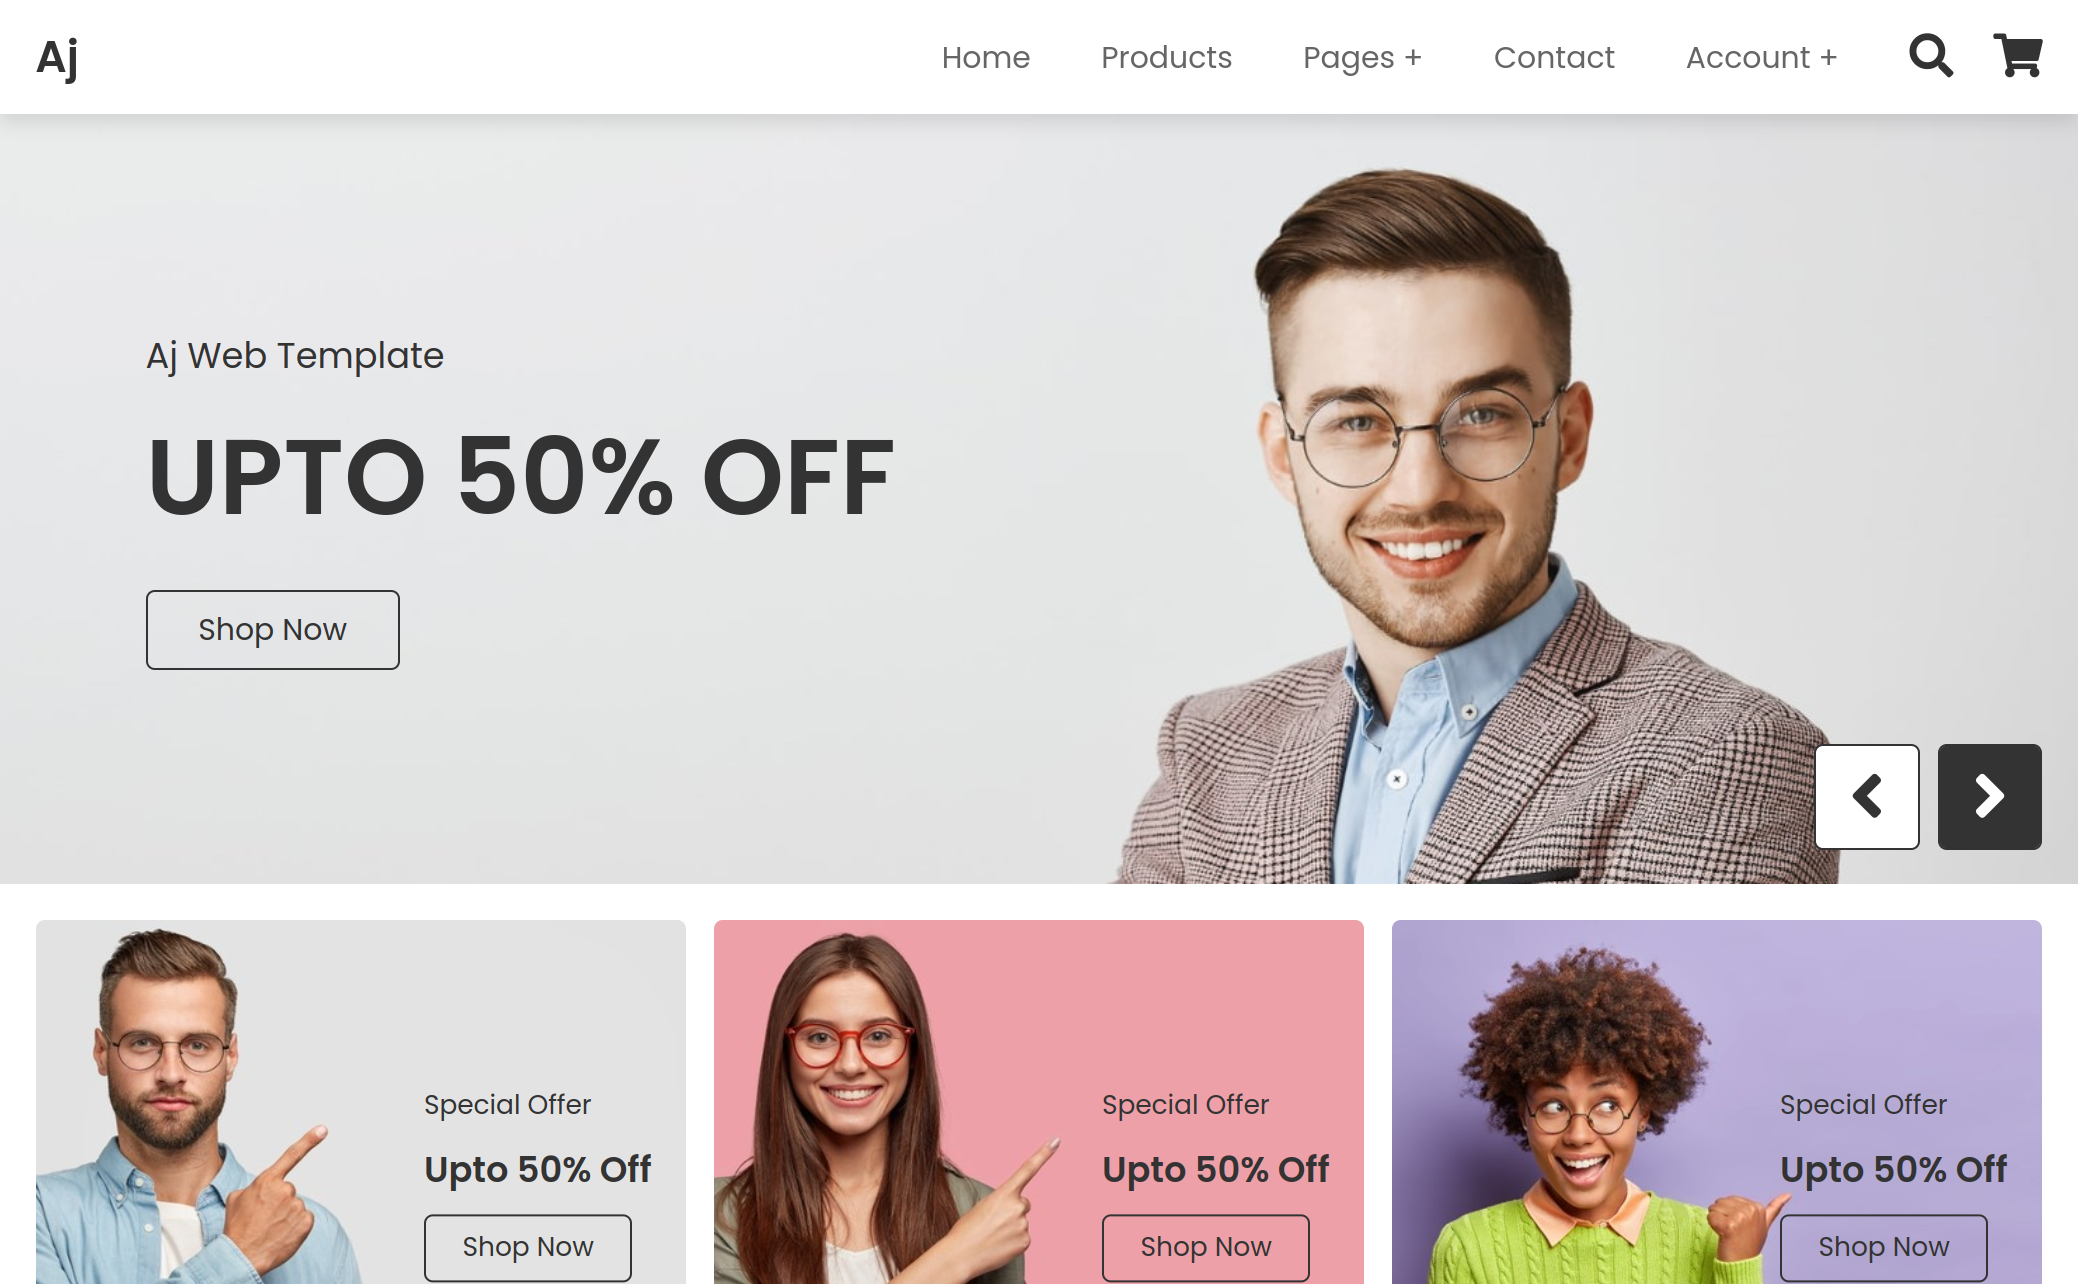 Aj
Home Products Pages + Contact Account +
Aj Web Template
UPTO 50% OFF
Shop Now
Special Offer
Upto 50% Off
Shop Now
Special Offer
Upto 50% Off
Shop Now
Special Offer
Upto 50% Off
Shop Now